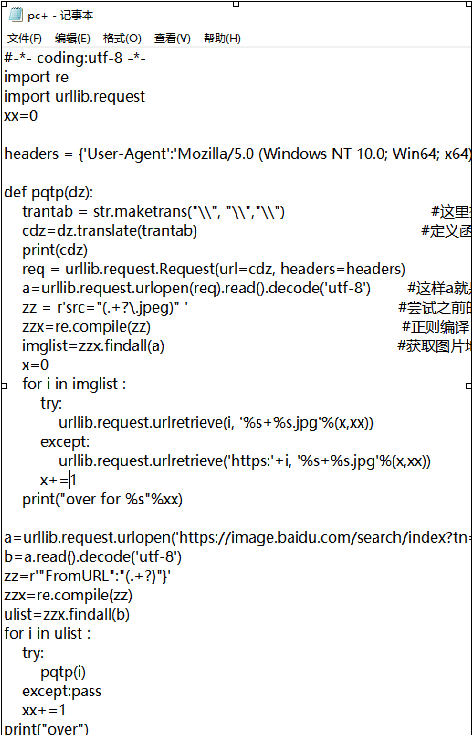 pc+ - 记事本
文件(F) 编辑(E) 格式(O) 查看(V) 帮助(H)
#-*- coding:utf-8 -*-
import re
import urllib.request
xx=0
headers = {'User-Agent':'Mozilla/5.0 (Windows NT 10.0; Win64; x64)
def pqtp(dz):
trantab = str.maketrans("\\", "\\","\\") #这里
cdz=dz.translate(trantab) #定义函
print(cdz)
req = urllib.request.Request(url=cdz, headers=headers)
a=urllib.request.urlopen(req).read().decode('utf-8') #这样a就
zz = r'src="(.+?\.jpeg)" ' #尝试之前的
zzx=re.compile(zz) #正则编译
imglist=zzx.findall(a) #获取图片地
x=0
for i in imglist :
try:
urllib.request.urlretrieve(i, '%s+%s.jpg'%(x,xx))
except:
urllib.request.urlretrieve('https:'+i, '%s+%s.jpg'%(x,xx))
x+=1
print("over for %s"%xx)
a=urllib.request.urlopen('https://image.baidu.com/search/index?tn=
b=a.read().decode('utf-8')
zz=r'"FromURL":"(.+?)"}'
zzx=re.compile(zz)
ulist=zzx.findall(b)
for i in ulist :
try:
pqtp(i)
except:pass
xx+=1
print("over")